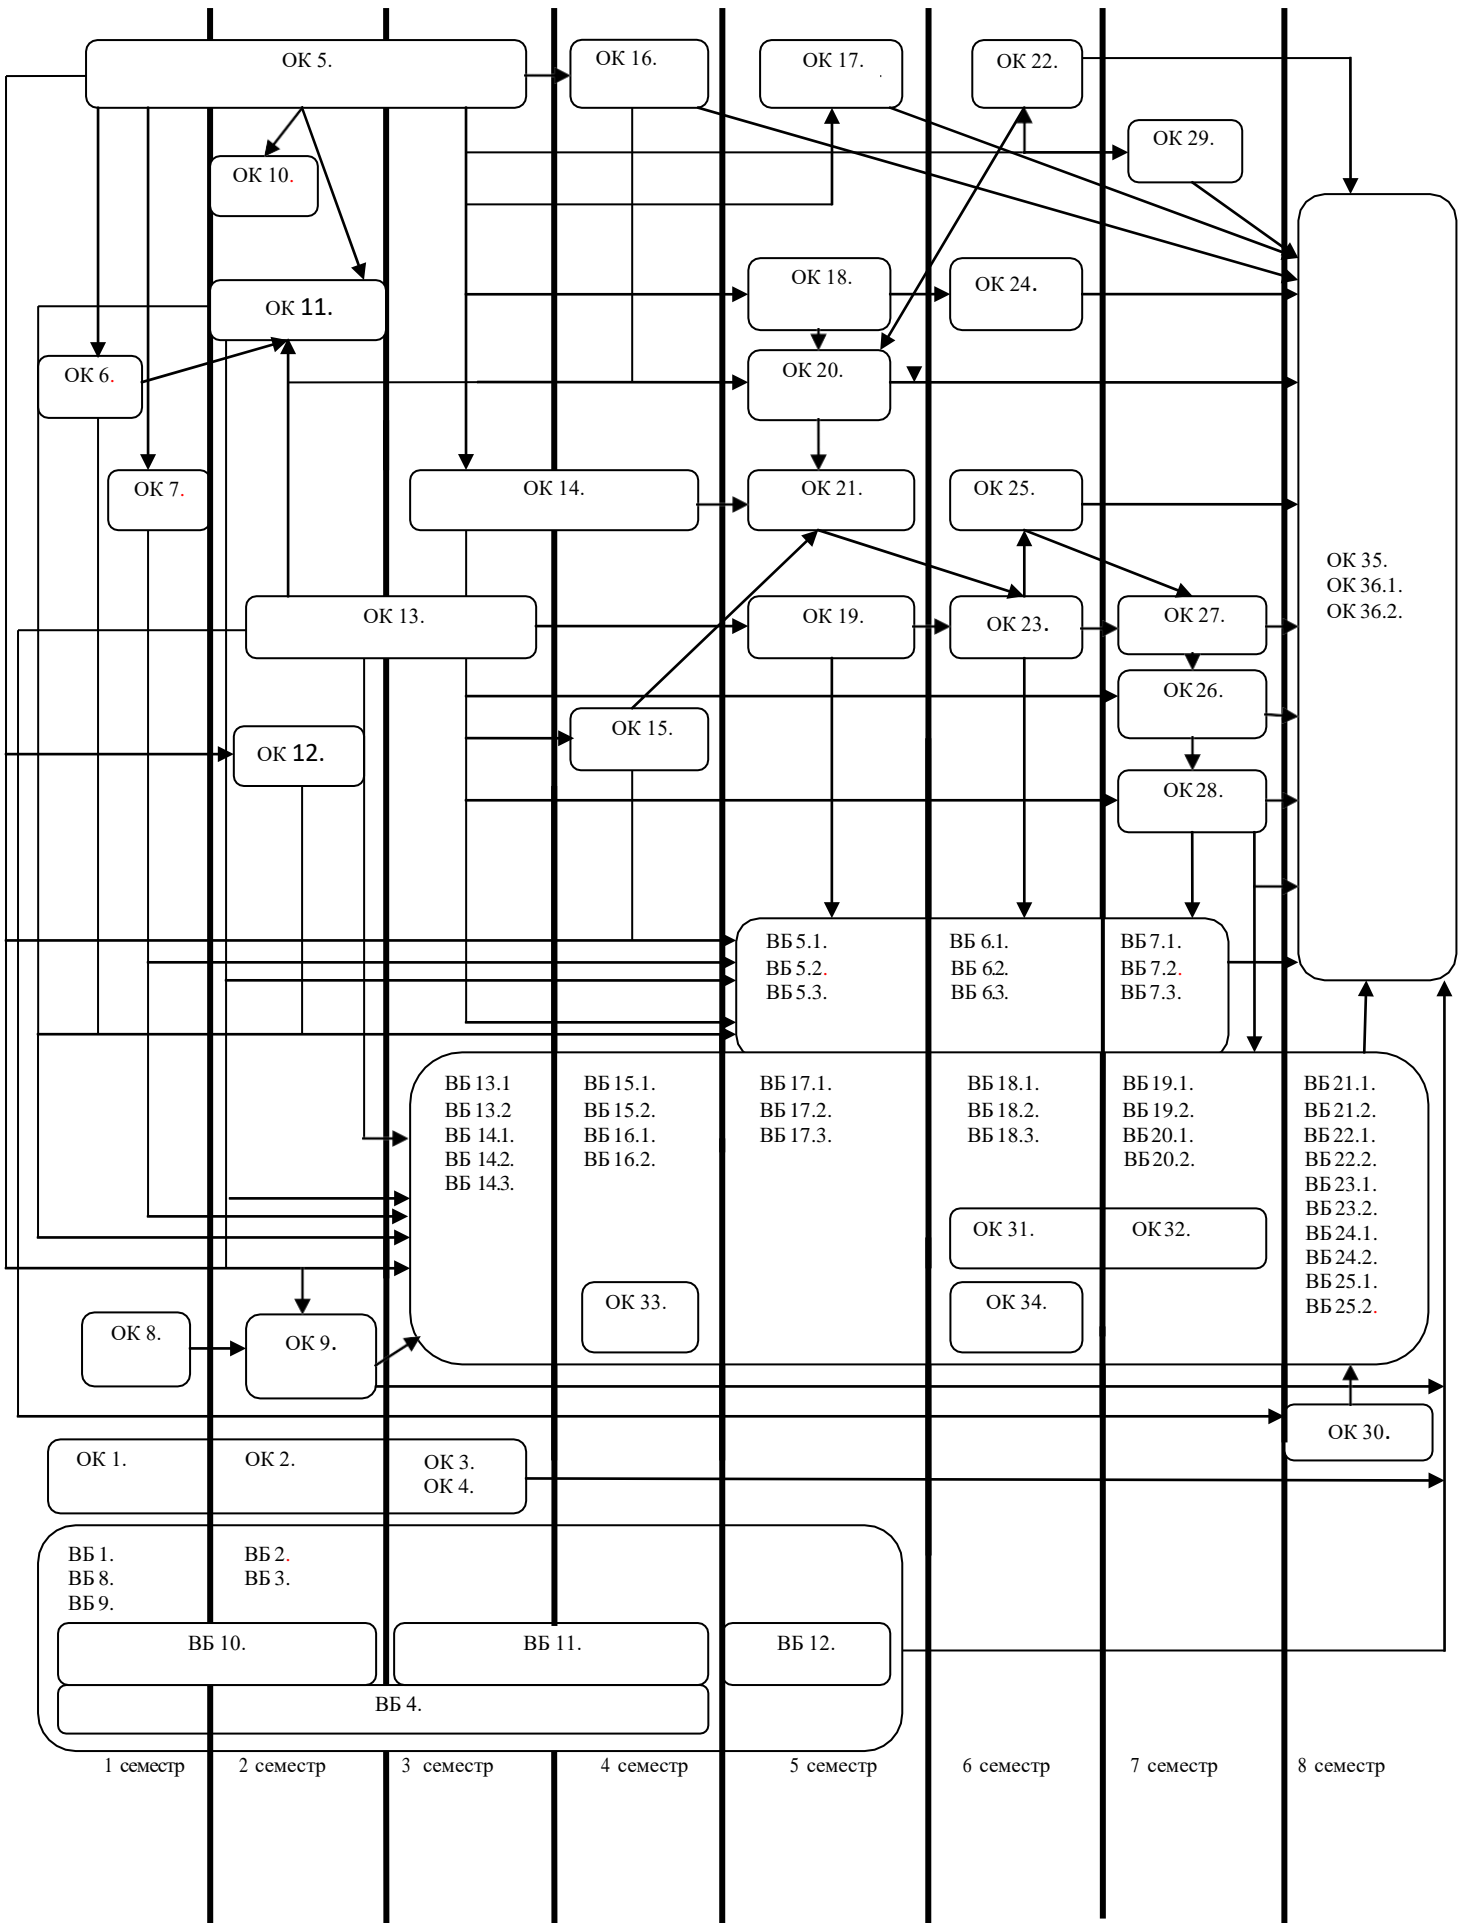 ОК 5.
ОК 16.
ОК 17.
ОК 22.
ОК 29.
ОК 10.
ОК 18.
ОК 24.
ОК 11.
ОК 6.
ОК 20.
ОК 7.
ОК 14.
ОК 21.
ОК 25.
ОК 35.
ОК 36.1.
ОК 36.2.
ОК 13.
ОК 19.
ОК 23.
ОК 27.
ОК 26.
ОК 12.
ОК 15.
ОК 28.
ВБ 5.1.
ВБ 5.2.
ВБ 5.3.
ВБ 6.1.
ВБ 6.2.
ВБ 6.3.
ВБ 7.1.
ВБ 7.2.
ВБ 7.3.
ВБ 13.1
ВБ 13.2
ВБ 14.1.
ВБ 14.2.
ВБ 14.3.
ВБ 15.1.
ВБ 15.2.
ВБ 16.1.
ВБ 16.2.
ВБ 17.1.
ВБ 17.2.
ВБ 17.3.
ВБ 18.1.
ВБ 18.2.
ВБ 18.3.
ВБ 19.1.
ВБ 19.2.
ВБ 20.1.
ВБ 20.2.
ВБ 21.1.
ВБ 21.2.
ВБ 22.1.
ВБ 22.2.
ВБ 23.1.
ВБ 23.2.
ВБ 24.1.
ВБ 24.2.
ВБ 25.1.
ВБ 25.2.
ОК 31.
ОК 32.
ОК 33.
ОК 34.
ОК 8.
ОК 9.
ОК 30.
ОК 1.
ОК 2.
ОК 3.
ОК 4.
ВБ 1.
ВБ 8.
ВБ 9.
ВБ 2.
ВБ 3.
ВБ 10.
ВБ 11.
ВБ 12.
ВБ 4.
1 семестр
2 семестр
3 семестр
4 семестр
5 семестр
6 семестр
7 семестр
8 семестр